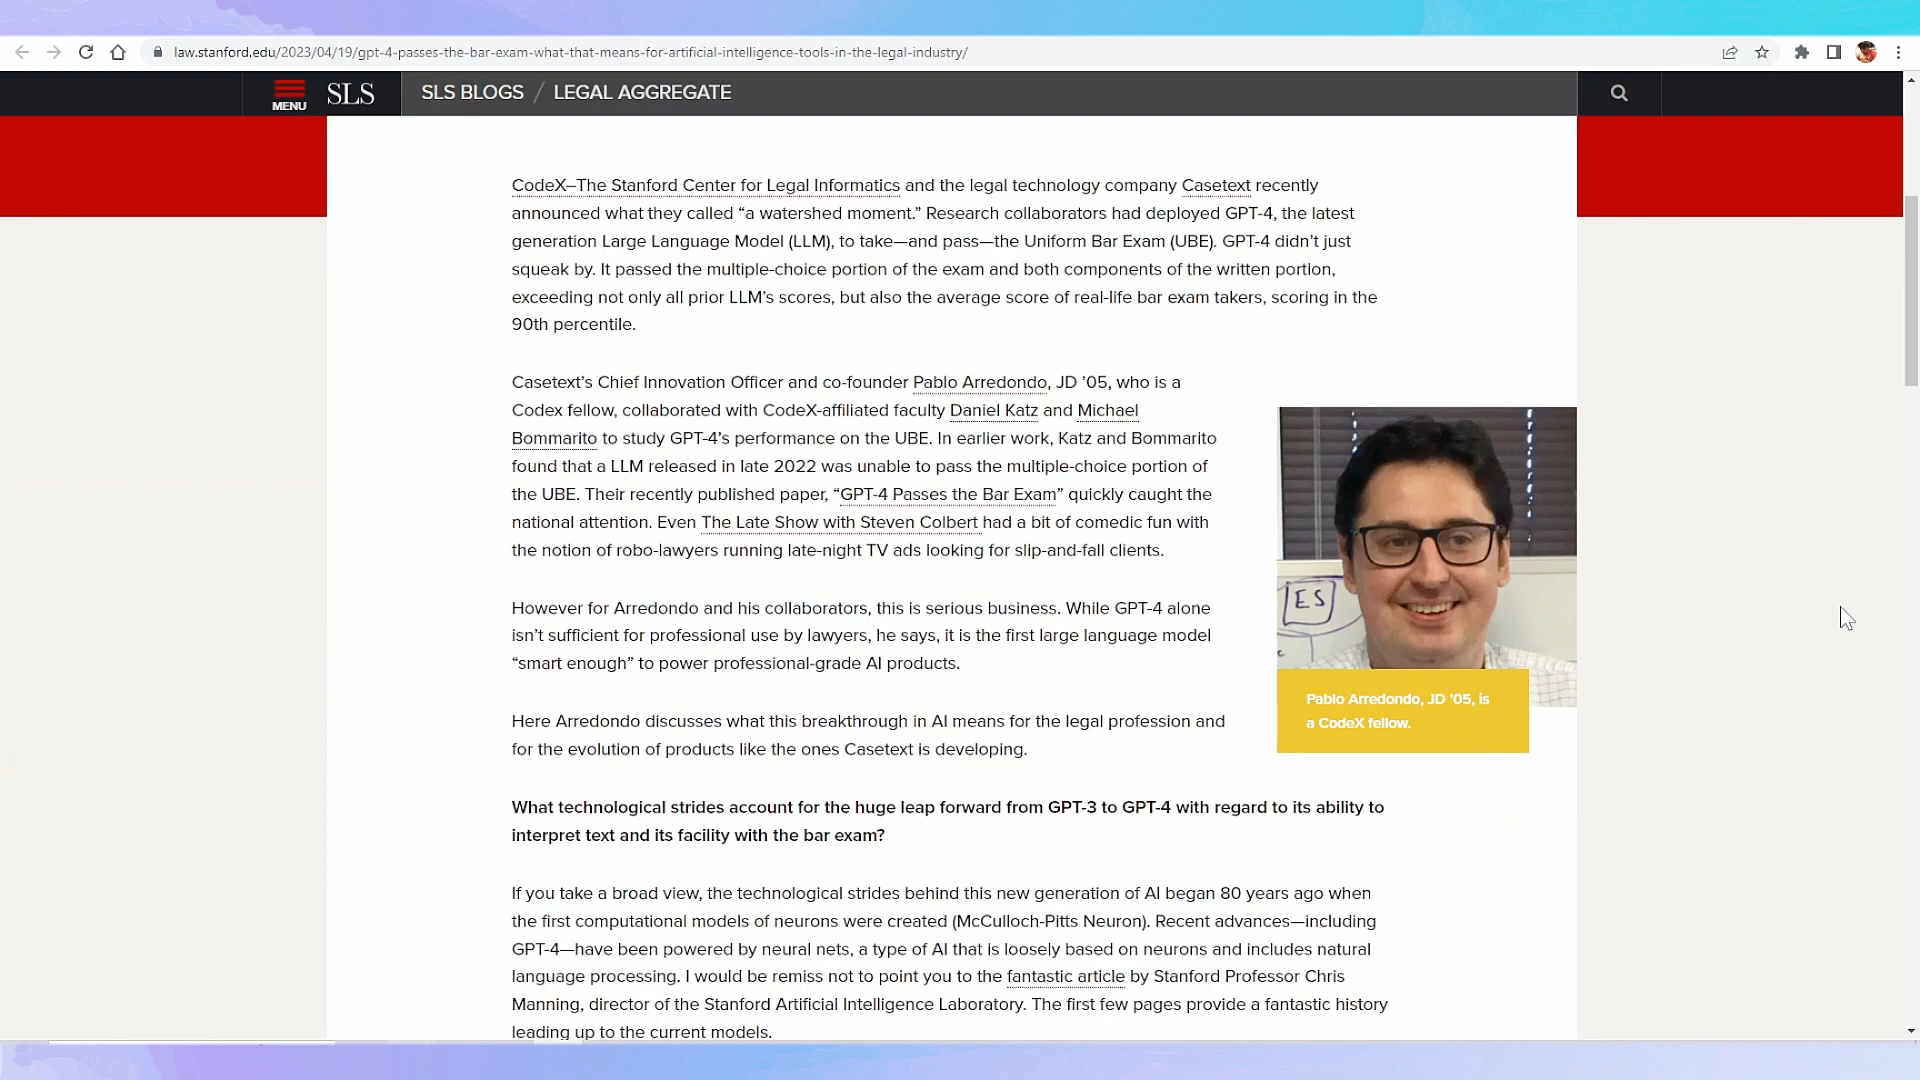 law.stanford.edu/2023/04/19/gpt-4-passes-the-bar-exam-what-that-means-for-artificial-intelligence-tools-in-the-legal-industry/
MENU
SLS
SLS BLOGS / LEGAL AGGREGATE
CodeX–The Stanford Center for Legal Informatics and the legal technology company Casetext recently
announced what they called “a watershed moment.” Research collaborators had deployed GPT-4, the latest
generation Large Language Model (LLM), to take—and pass—the Uniform Bar Exam (UBE). GPT-4 didn’t just
squeak by. It passed the multiple-choice portion of the exam and both components of the written portion,
exceeding not only all prior LLM’s scores, but also the average score of real-life bar exam takers, scoring in the
90th percentile.
Casetext’s Chief Innovation Officer and co-founder Pablo Arredondo, JD ’05, who is a
Codex fellow, collaborated with CodeX-affiliated faculty Daniel Katz and Michael
Bommarito to study GPT-4’s performance on the UBE. In earlier work, Katz and Bommarito
found that a LLM released in late 2022 was unable to pass the multiple-choice portion of
the UBE. Their recently published paper, “GPT-4 Passes the Bar Exam” quickly caught the
national attention. Even The Late Show with Steven Colbert had a bit of comedic fun with
the notion of robo-lawyers running late-night TV ads looking for slip-and-fall clients.
ES
Pablo Arredondo, JD ’05, is
a CodeX fellow.
However for Arredondo and his collaborators, this is serious business. While GPT-4 alone
isn’t sufficient for professional use by lawyers, he says, it is the first large language model
“smart enough” to power professional-grade AI products.
Here Arredondo discusses what this breakthrough in AI means for the legal profession and
for the evolution of products like the ones Casetext is developing.
What technological strides account for the huge leap forward from GPT-3 to GPT-4 with regard to its ability to
interpret text and its facility with the bar exam?
If you take a broad view, the technological strides behind this new generation of AI began 80 years ago when
the first computational models of neurons were created (McCulloch-Pitts Neuron). Recent advances—including
GPT-4—have been powered by neural nets, a type of AI that is loosely based on neurons and includes natural
language processing. I would be remiss not to point you to the fantastic article by Stanford Professor Chris
Manning, director of the Stanford Artificial Intelligence Laboratory. The first few pages provide a fantastic history
leading up to the current models.